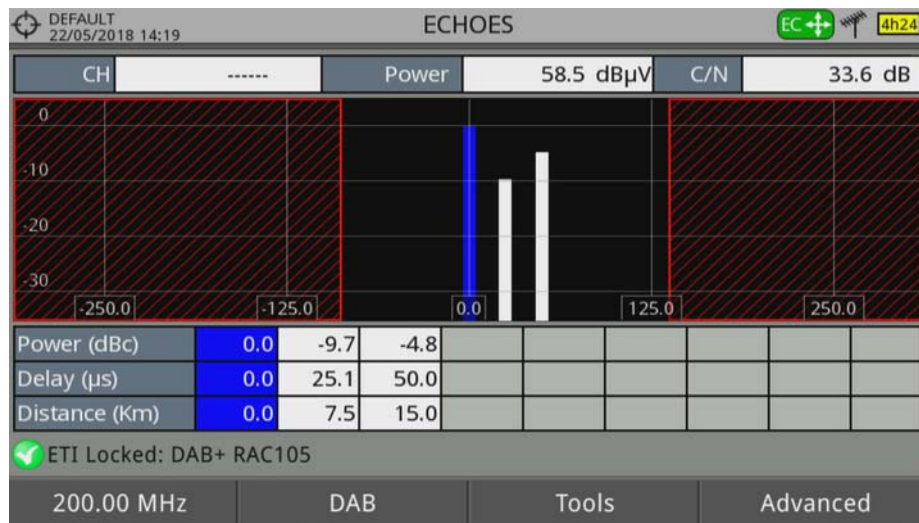 DEFAULT
22/05/2018 14:19
ECHOES
EC
4h24
CH ------ Power 58.5 dBµV C/N 33.6 dB
0
-10
-20
-30
-250.0 -125.0 0.0 125.0 250.0
Power (dBc) 0.0 -9.7 -4.8
Delay (µs) 0.0 25.1 50.0
Distance (Km) 0.0 7.5 15.0
ETI Locked: DAB+ RAC105
200.00 MHz DAB Tools Advanced